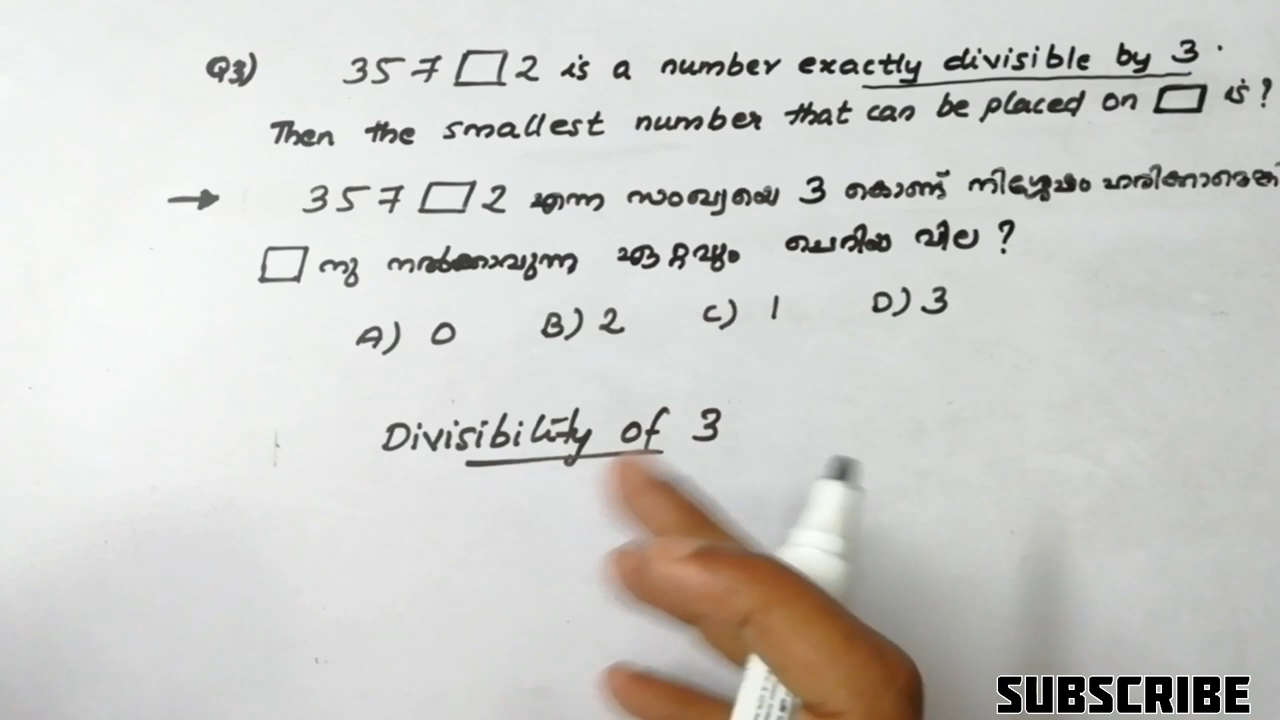 Q3) 357 □ 2 is a number exactly divisible by 3.
Then the smallest number that can be placed on □ is?
→ 357 □ 2 എന്ന സംഖ്യയെ 3 കൊണ്ട് നിശ്ശേഷം
□ നു നൽകാവുന്ന ഏറ്റവും ചെറിയ വില?
A) 0 B) 2 C) 1 D) 3
Divisibility of 3
SUBSCRIBE